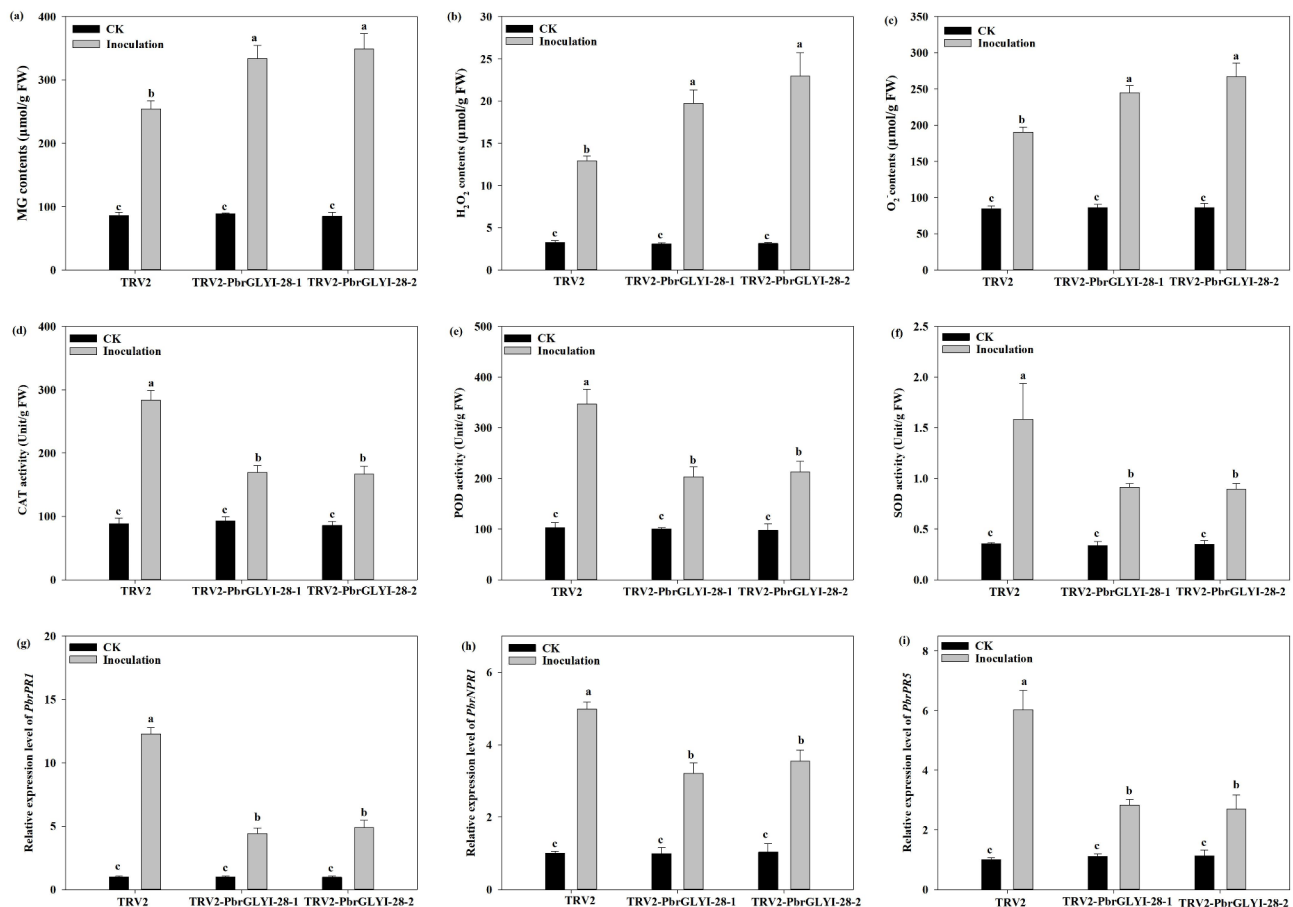 (a)
MG contents (µmol/g FW)
400
300
200
100
0
CK
Inoculation
c
b
c
a
c
a
TRV2
TRV2-PbrGLYI-28-1
TRV2-PbrGLYI-28-2
(b)
H2O2 contents (µmol/g FW)
30
25
20
15
10
5
0
CK
Inoculation
c
b
c
a
c
a
TRV2
TRV2-PbrGLYI-28-1
TRV2-PbrGLYI-28-2
(c)
O2- contents (µmol/g FW)
350
300
250
200
150
100
50
0
CK
Inoculation
c
b
c
a
c
a
TRV2
TRV2-PbrGLYI-28-1
TRV2-PbrGLYI-28-2
(d)
CAT activity (Unit/g FW)
400
300
200
100
0
CK
Inoculation
c
a
c
b
c
b
TRV2
TRV2-PbrGLYI-28-1
TRV2-PbrGLYI-28-2
(e)
POD activity (Unit/g FW)
500
400
300
200
100
0
CK
Inoculation
c
a
c
b
c
b
TRV2
TRV2-PbrGLYI-28-1
TRV2-PbrGLYI-28-2
(f)
SOD activity (Unit/g FW)
2.5
2.0
1.5
1.0
0.5
0.0
CK
Inoculation
c
a
c
b
c
b
TRV2
TRV2-PbrGLYI-28-1
TRV2-PbrGLYI-28-2
(g)
Relative expression level of PbrPR1
20
15
10
5
0
CK
Inoculation
c
a
c
b
c
b
TRV2
TRV2-PbrGLYI-28-1
TRV2-PbrGLYI-28-2
(h)
Relative expression level of PbrNPR1
6
4
2
0
CK
Inoculation
c
a
c
b
c
b
TRV2
TRV2-PbrGLYI-28-1
TRV2-PbrGLYI-28-2
(i)
Relative expression level of PbrPR5
8
6
4
2
0
CK
Inoculation
c
a
c
b
c
b
TRV2
TRV2-PbrGLYI-28-1
TRV2-PbrGLYI-28-2